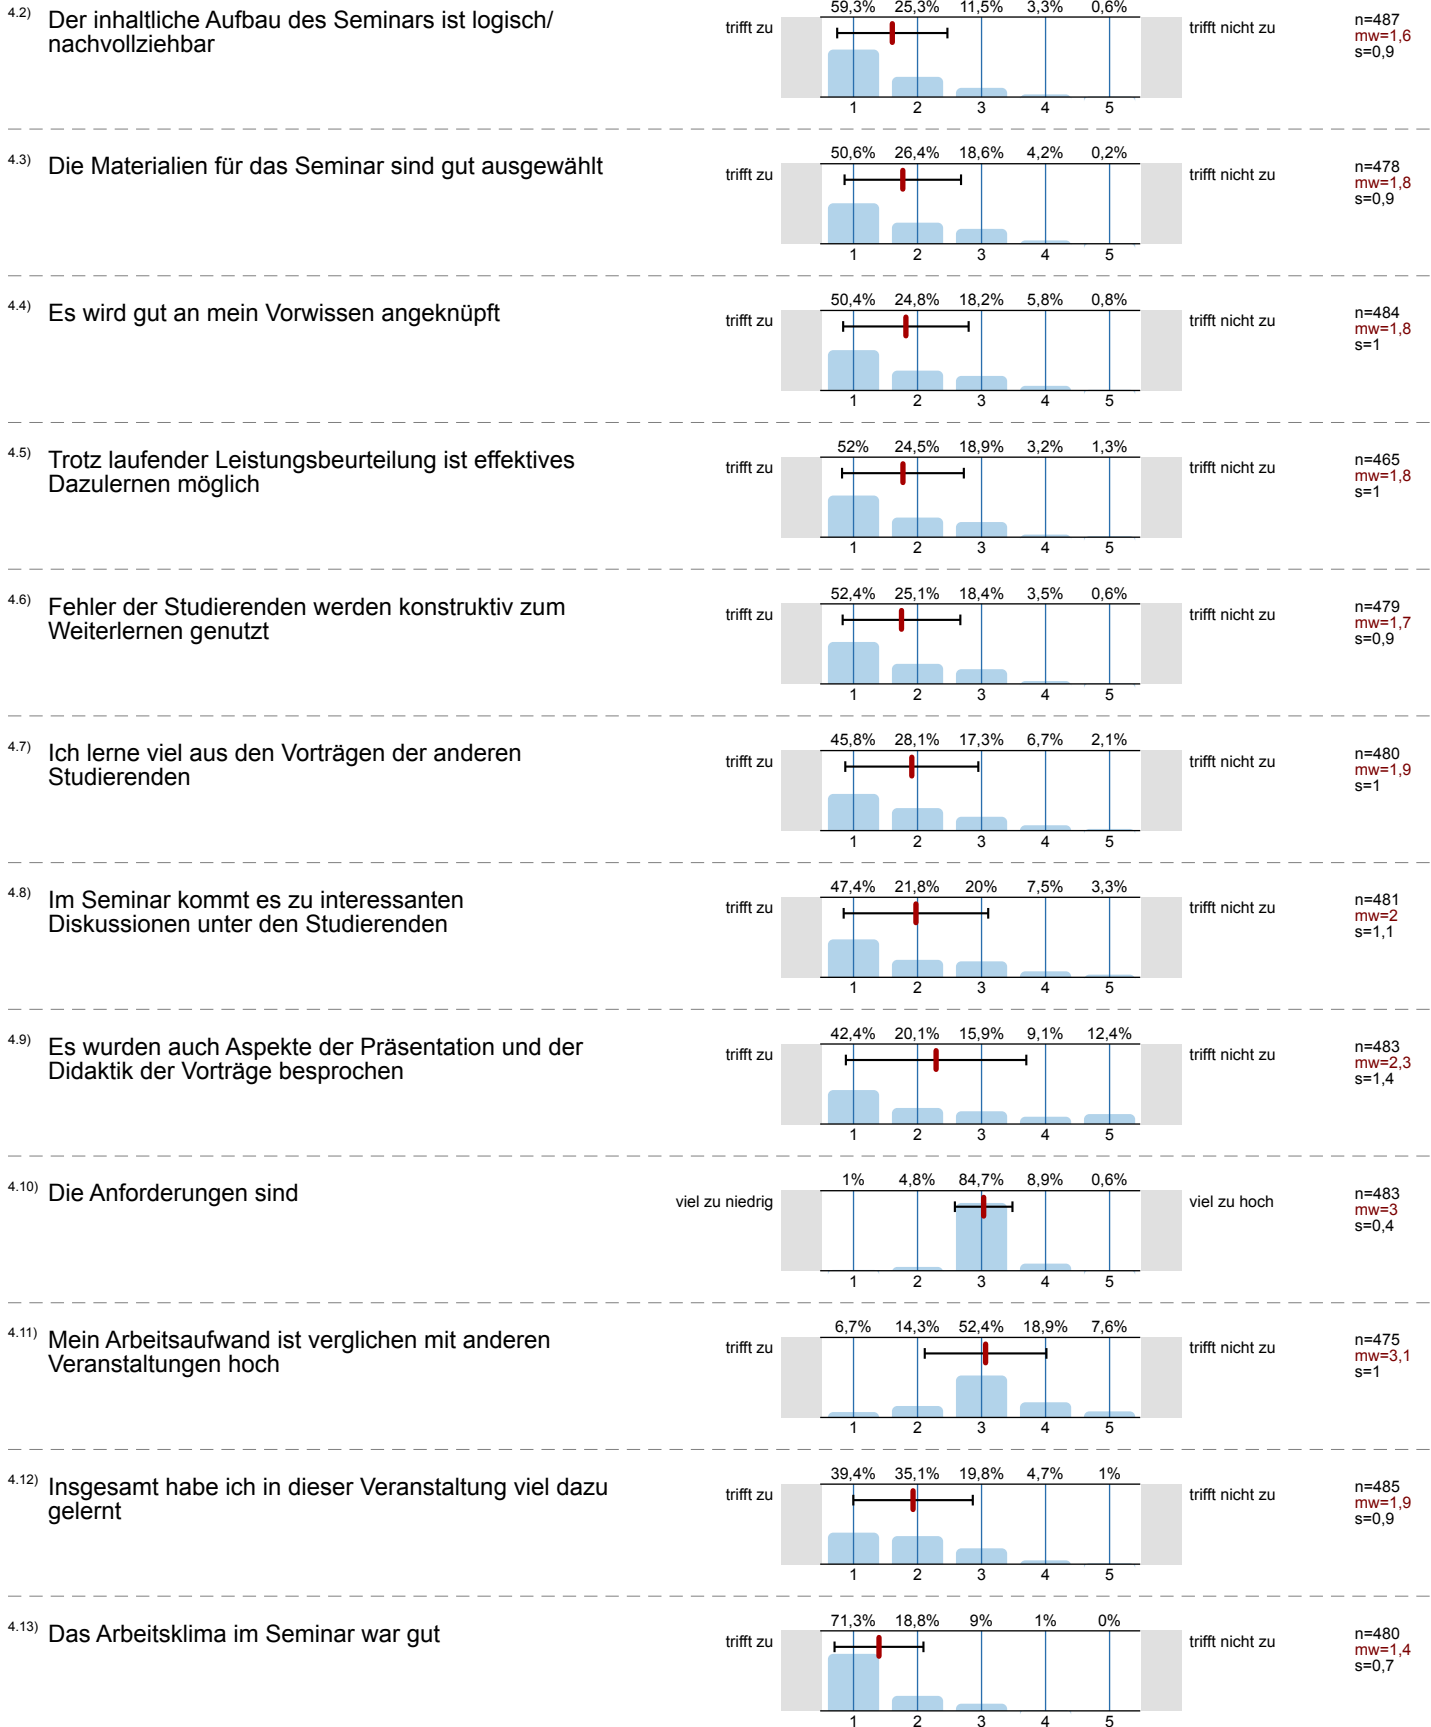 4.2) Der inhaltliche Aufbau des Seminars ist logisch/
nachvollziehbar
trifft zu
59,3% 25,3% 11,5% 3,3% 0,6%
1 2 3 4 5
trifft nicht zu
n=487
mw=1,6
s=0,9
4.3) Die Materialien für das Seminar sind gut ausgewählt
trifft zu
50,6% 26,4% 18,6% 4,2% 0,2%
1 2 3 4 5
trifft nicht zu
n=478
mw=1,8
s=0,9
4.4) Es wird gut an mein Vorwissen angeknüpft
trifft zu
50,4% 24,8% 18,2% 5,8% 0,8%
1 2 3 4 5
trifft nicht zu
n=484
mw=1,8
s=1
4.5) Trotz laufender Leistungsbeurteilung ist effektives
Dazulernen möglich
trifft zu
52% 24,5% 18,9% 3,2% 1,3%
1 2 3 4 5
trifft nicht zu
n=465
mw=1,8
s=1
4.6) Fehler der Studierenden werden konstruktiv zum
Weiterlernen genutzt
trifft zu
52,4% 25,1% 18,4% 3,5% 0,6%
1 2 3 4 5
trifft nicht zu
n=479
mw=1,7
s=0,9
4.7) Ich lerne viel aus den Vorträgen der anderen
Studierenden
trifft zu
45,8% 28,1% 17,3% 6,7% 2,1%
1 2 3 4 5
trifft nicht zu
n=480
mw=1,9
s=1
4.8) Im Seminar kommt es zu interessanten
Diskussionen unter den Studierenden
trifft zu
47,4% 21,8% 20% 7,5% 3,3%
1 2 3 4 5
trifft nicht zu
n=481
mw=2
s=1,1
4.9) Es wurden auch Aspekte der Präsentation und der
Didaktik der Vorträge besprochen
trifft zu
42,4% 20,1% 15,9% 9,1% 12,4%
1 2 3 4 5
trifft nicht zu
n=483
mw=2,3
s=1,4
4.10) Die Anforderungen sind
viel zu niedrig
1% 4,8% 84,7% 8,9% 0,6%
1 2 3 4 5
viel zu hoch
n=483
mw=3
s=0,4
4.11) Mein Arbeitsaufwand ist verglichen mit anderen
Veranstaltungen hoch
trifft zu
6,7% 14,3% 52,4% 18,9% 7,6%
1 2 3 4 5
trifft nicht zu
n=475
mw=3,1
s=1
4.12) Insgesamt habe ich in dieser Veranstaltung viel dazu
gelernt
trifft zu
39,4% 35,1% 19,8% 4,7% 1%
1 2 3 4 5
trifft nicht zu
n=485
mw=1,9
s=0,9
4.13) Das Arbeitsklima im Seminar war gut
trifft zu
71,3% 18,8% 9% 1% 0%
1 2 3 4 5
trifft nicht zu
n=480
mw=1,4
s=0,7